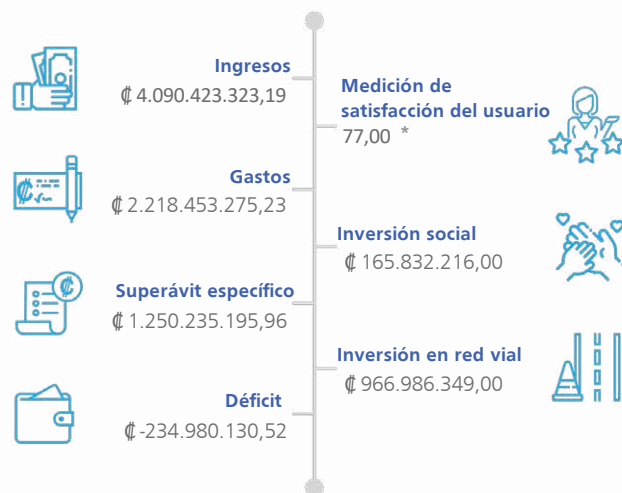 Ingresos
₡ 4.090.423.323,19
Medición de
satisfacción del usuario
77,00 *
Gastos
₡ 2.218.453.275,23
Inversión social
₡ 165.832.216,00
Superávit específico
₡ 1.250.235.195,96
Inversión en red vial
₡ 966.986.349,00
Déficit
₡ -234.980.130,52